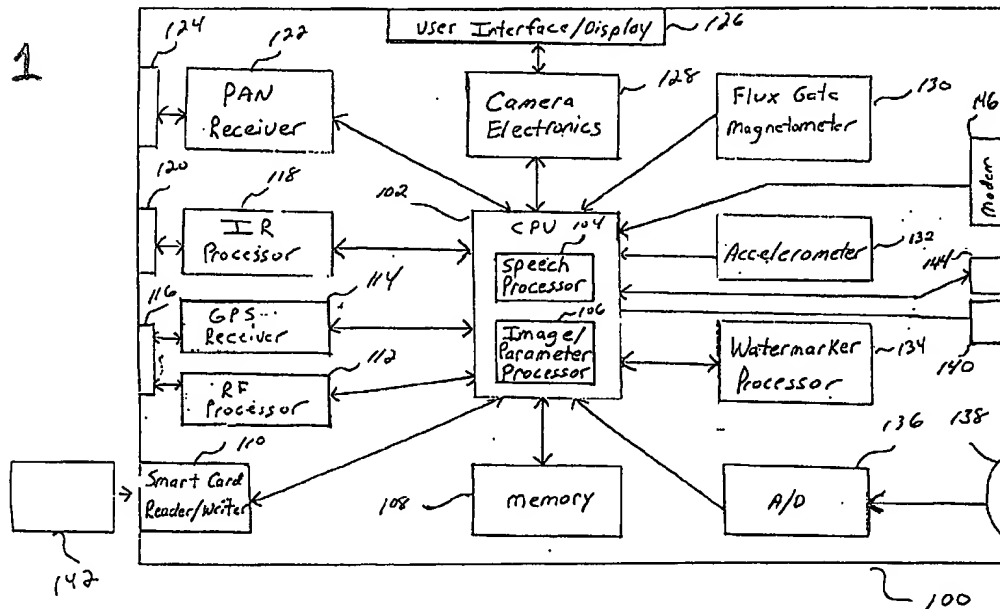 1
124
122
User Interface/Display
126
PAN
Receiver
128
Camera
Electronics
Flux Gate
Magnetometer
130
146
Modem
120
118
IR
Processor
102
CPU
104
Speech
Processor
Accelerometer
132
144
116
GPS
Receiver
114
106
Image/
Parameter
Processor
Watermarker
Processor
134
140
112
RF
Processor
110
Smart Card
Reader/Writer
108
memory
136
A/D
138
142
100